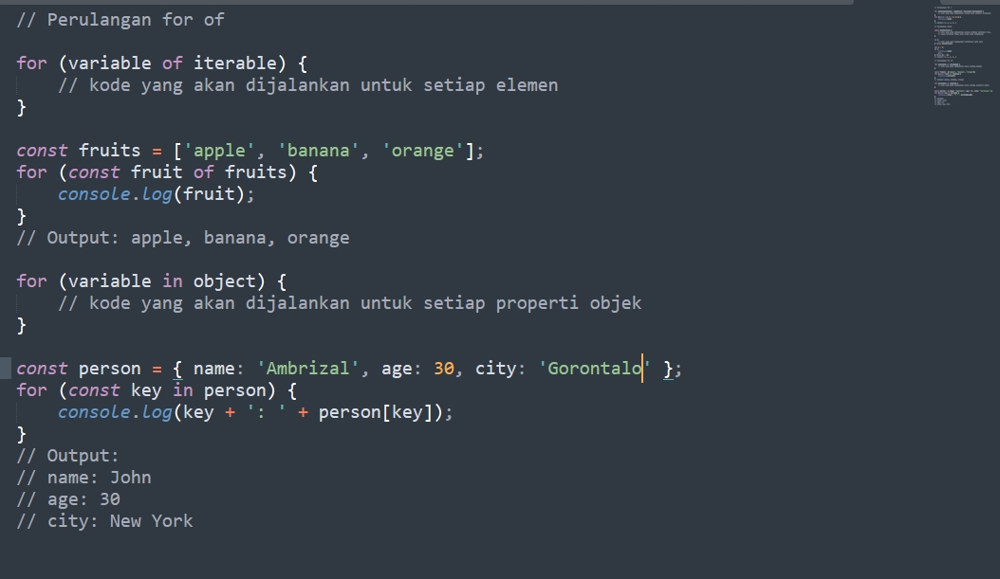 // Perulangan for of
for (variable of iterable) {
    // kode yang akan dijalankan untuk setiap elemen
}
const fruits = ['apple', 'banana', 'orange'];
for (const fruit of fruits) {
    console.log(fruit);
}
// Output: apple, banana, orange
for (variable in object) {
    // kode yang akan dijalankan untuk setiap properti objek
}
const person = { name: 'Ambrizal', age: 30, city: 'Gorontalo' };
for (const key in person) {
    console.log(key + ': ' + person[key]);
}
// Output:
// name: John
// age: 30
// city: New York